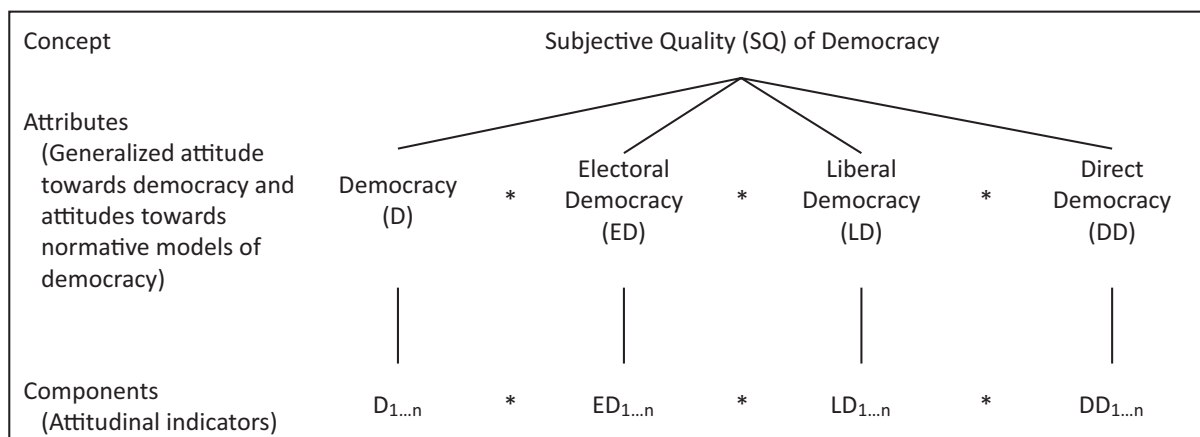 Concept
Subjective Quality (SQ) of Democracy
Attributes
(Generalized attitude
towards democracy and
attitudes towards
normative models of
democracy)
Democracy
(D)
*
Electoral
Democracy
(ED)
*
Liberal
Democracy
(LD)
*
Direct
Democracy
(DD)
Components
(Attitudinal indicators)
D1...n
*
ED1...n
*
LD1...n
*
DD1...n